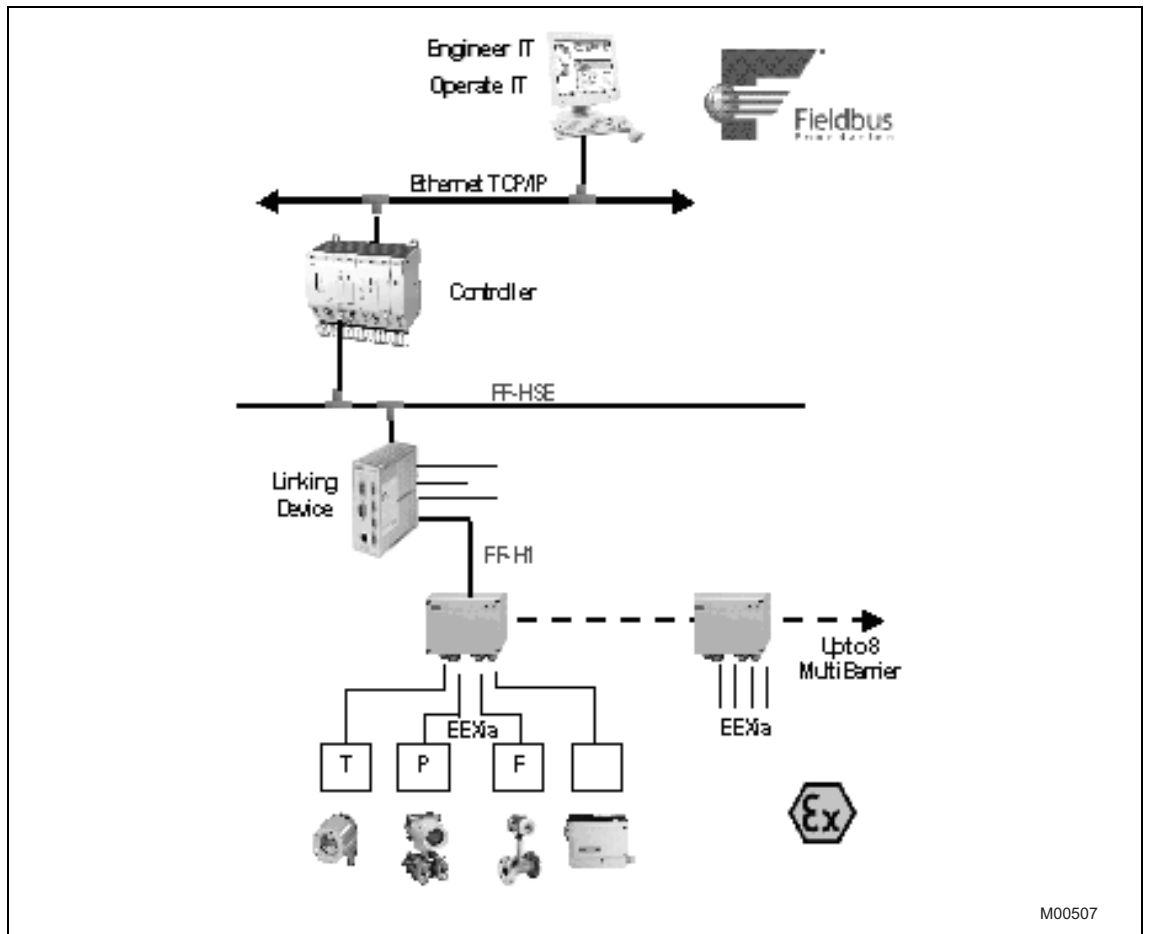 Engineer IT
Operate IT
Fieldbus
Foundation
Ethernet TCP/IP
Controller
FF-HSE
Linking
Device
FF-H1
Up to 8
Multi Barrier
EEXia
EEXia
T
P
F
Ex
M00507